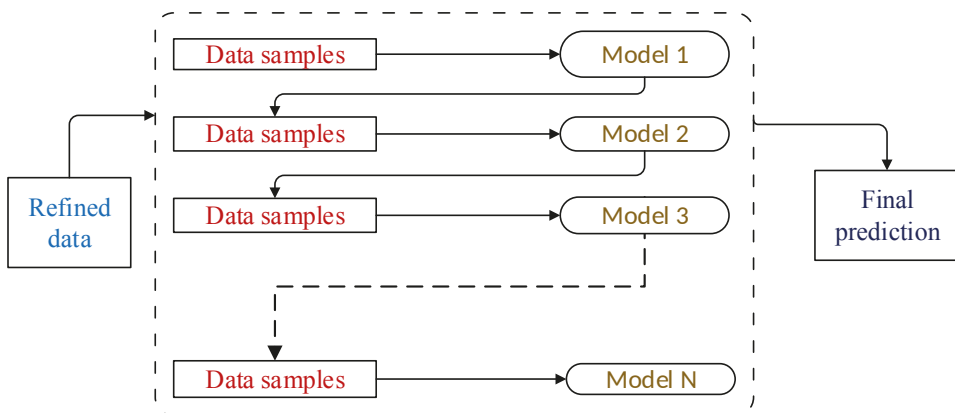 Data samples
Model 1
Data samples
Model 2
Refined
data
Data samples
Model 3
Final
prediction
Data samples
Model N